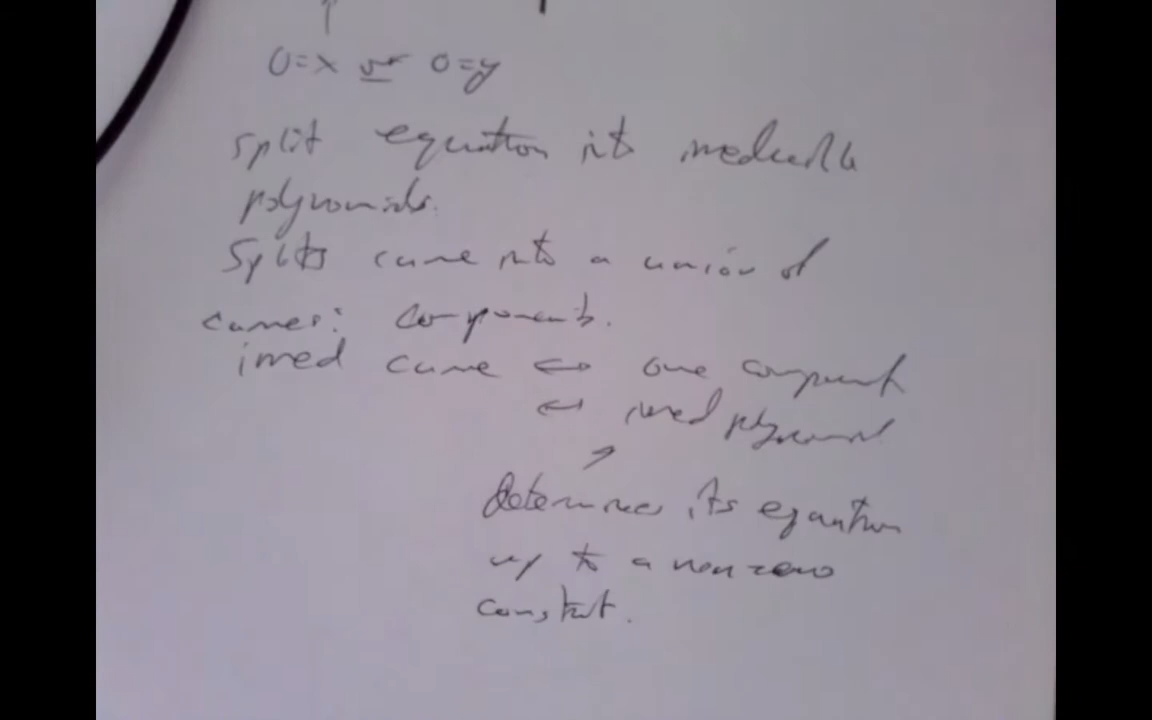 0=x or 0=y
split equation into irreducible
polynomials.
Splits curve into a union of
curves: components.
irred curve ↔ one component
↔ irred polynomial
↗
determines its equation
up to a nonzero
constant.